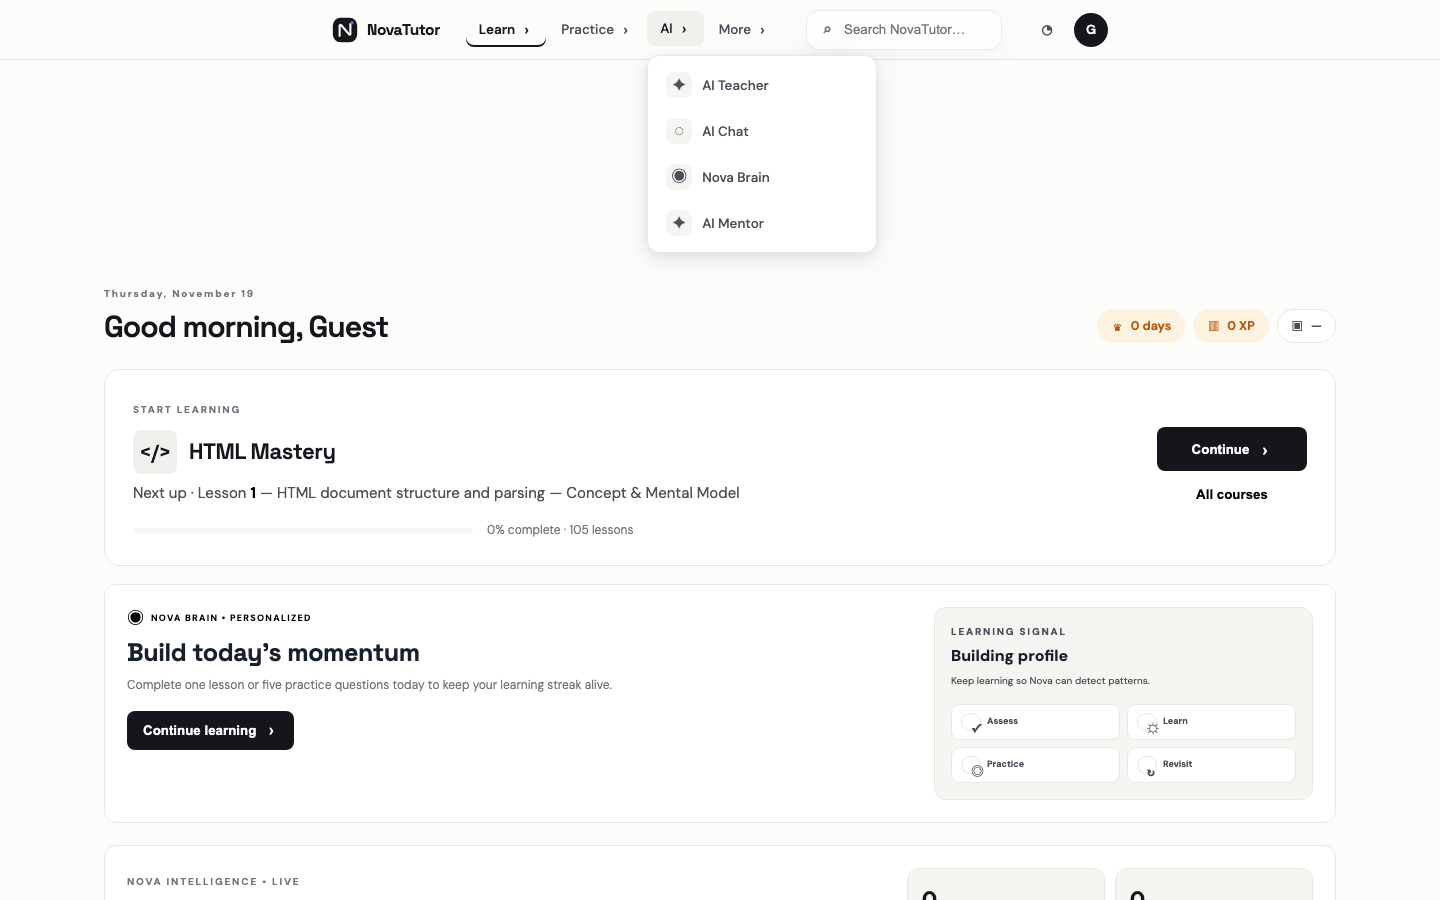 NovaTutor
Learn ›
Practice ›
AI ›
More ›
Search NovaTutor...
G
AI Teacher
AI Chat
Nova Brain
AI Mentor
Thursday, November 19
Good morning, Guest
0 days
0 XP
—
START LEARNING
</> HTML Mastery
Next up · Lesson 1 — HTML document structure and parsing — Concept & Mental Model
0% complete · 105 lessons
Continue ›
All courses
NOVA BRAIN • PERSONALIZED
Build today's momentum
Complete one lesson or five practice questions today to keep your learning streak alive.
Continue learning ›
LEARNING SIGNAL
Building profile
Keep learning so Nova can detect patterns.
Assess
Learn
Practice
Revisit
NOVA INTELLIGENCE • LIVE